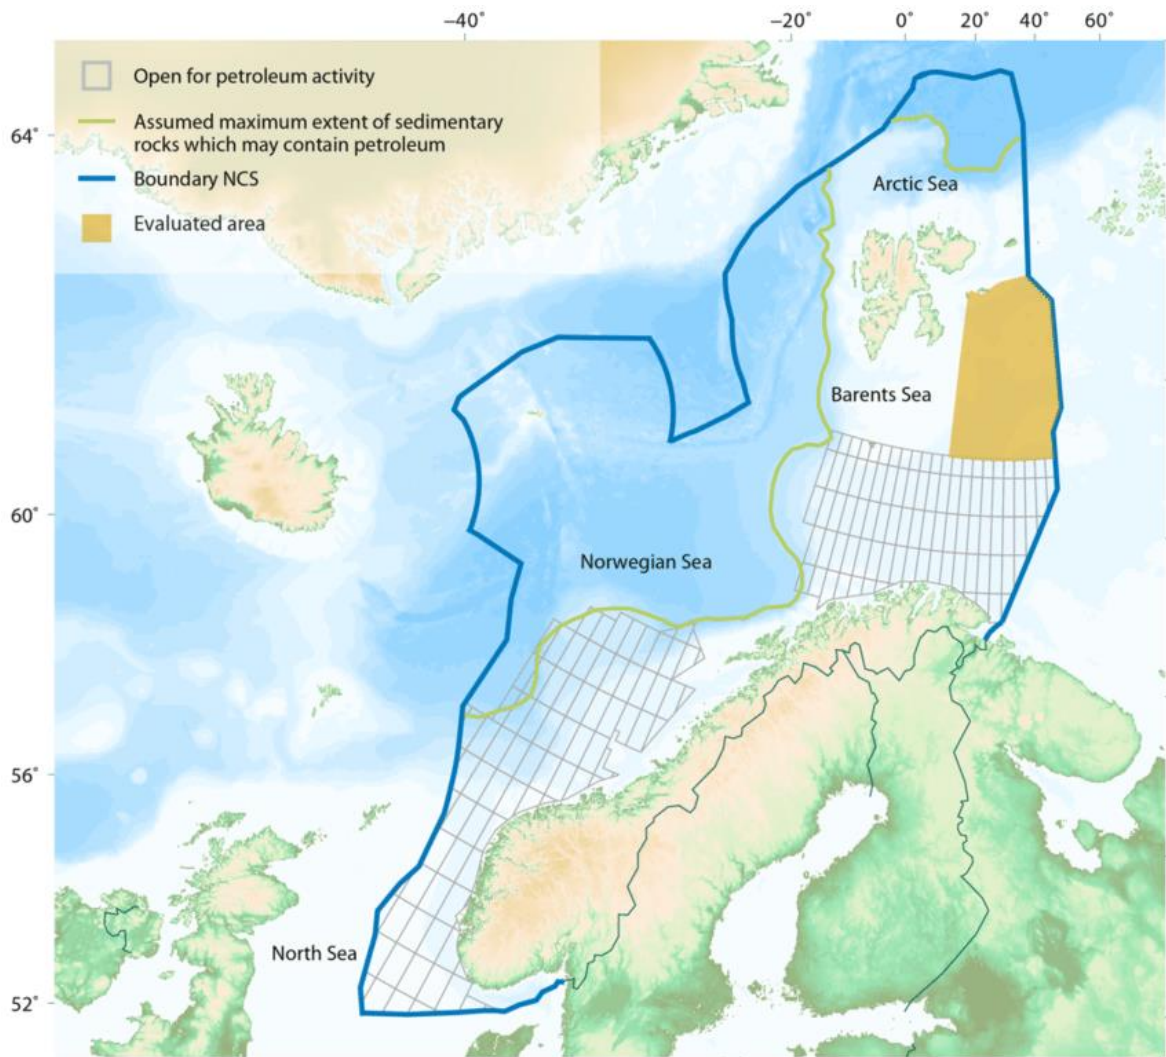 −40° −20° 0° 20° 40° 60°
Open for petroleum activity
Assumed maximum extent of sedimentary
rocks which may contain petroleum
Boundary NCS
Evaluated area
64°
Arctic Sea
Barents Sea
60°
Norwegian Sea
56°
North Sea
52°